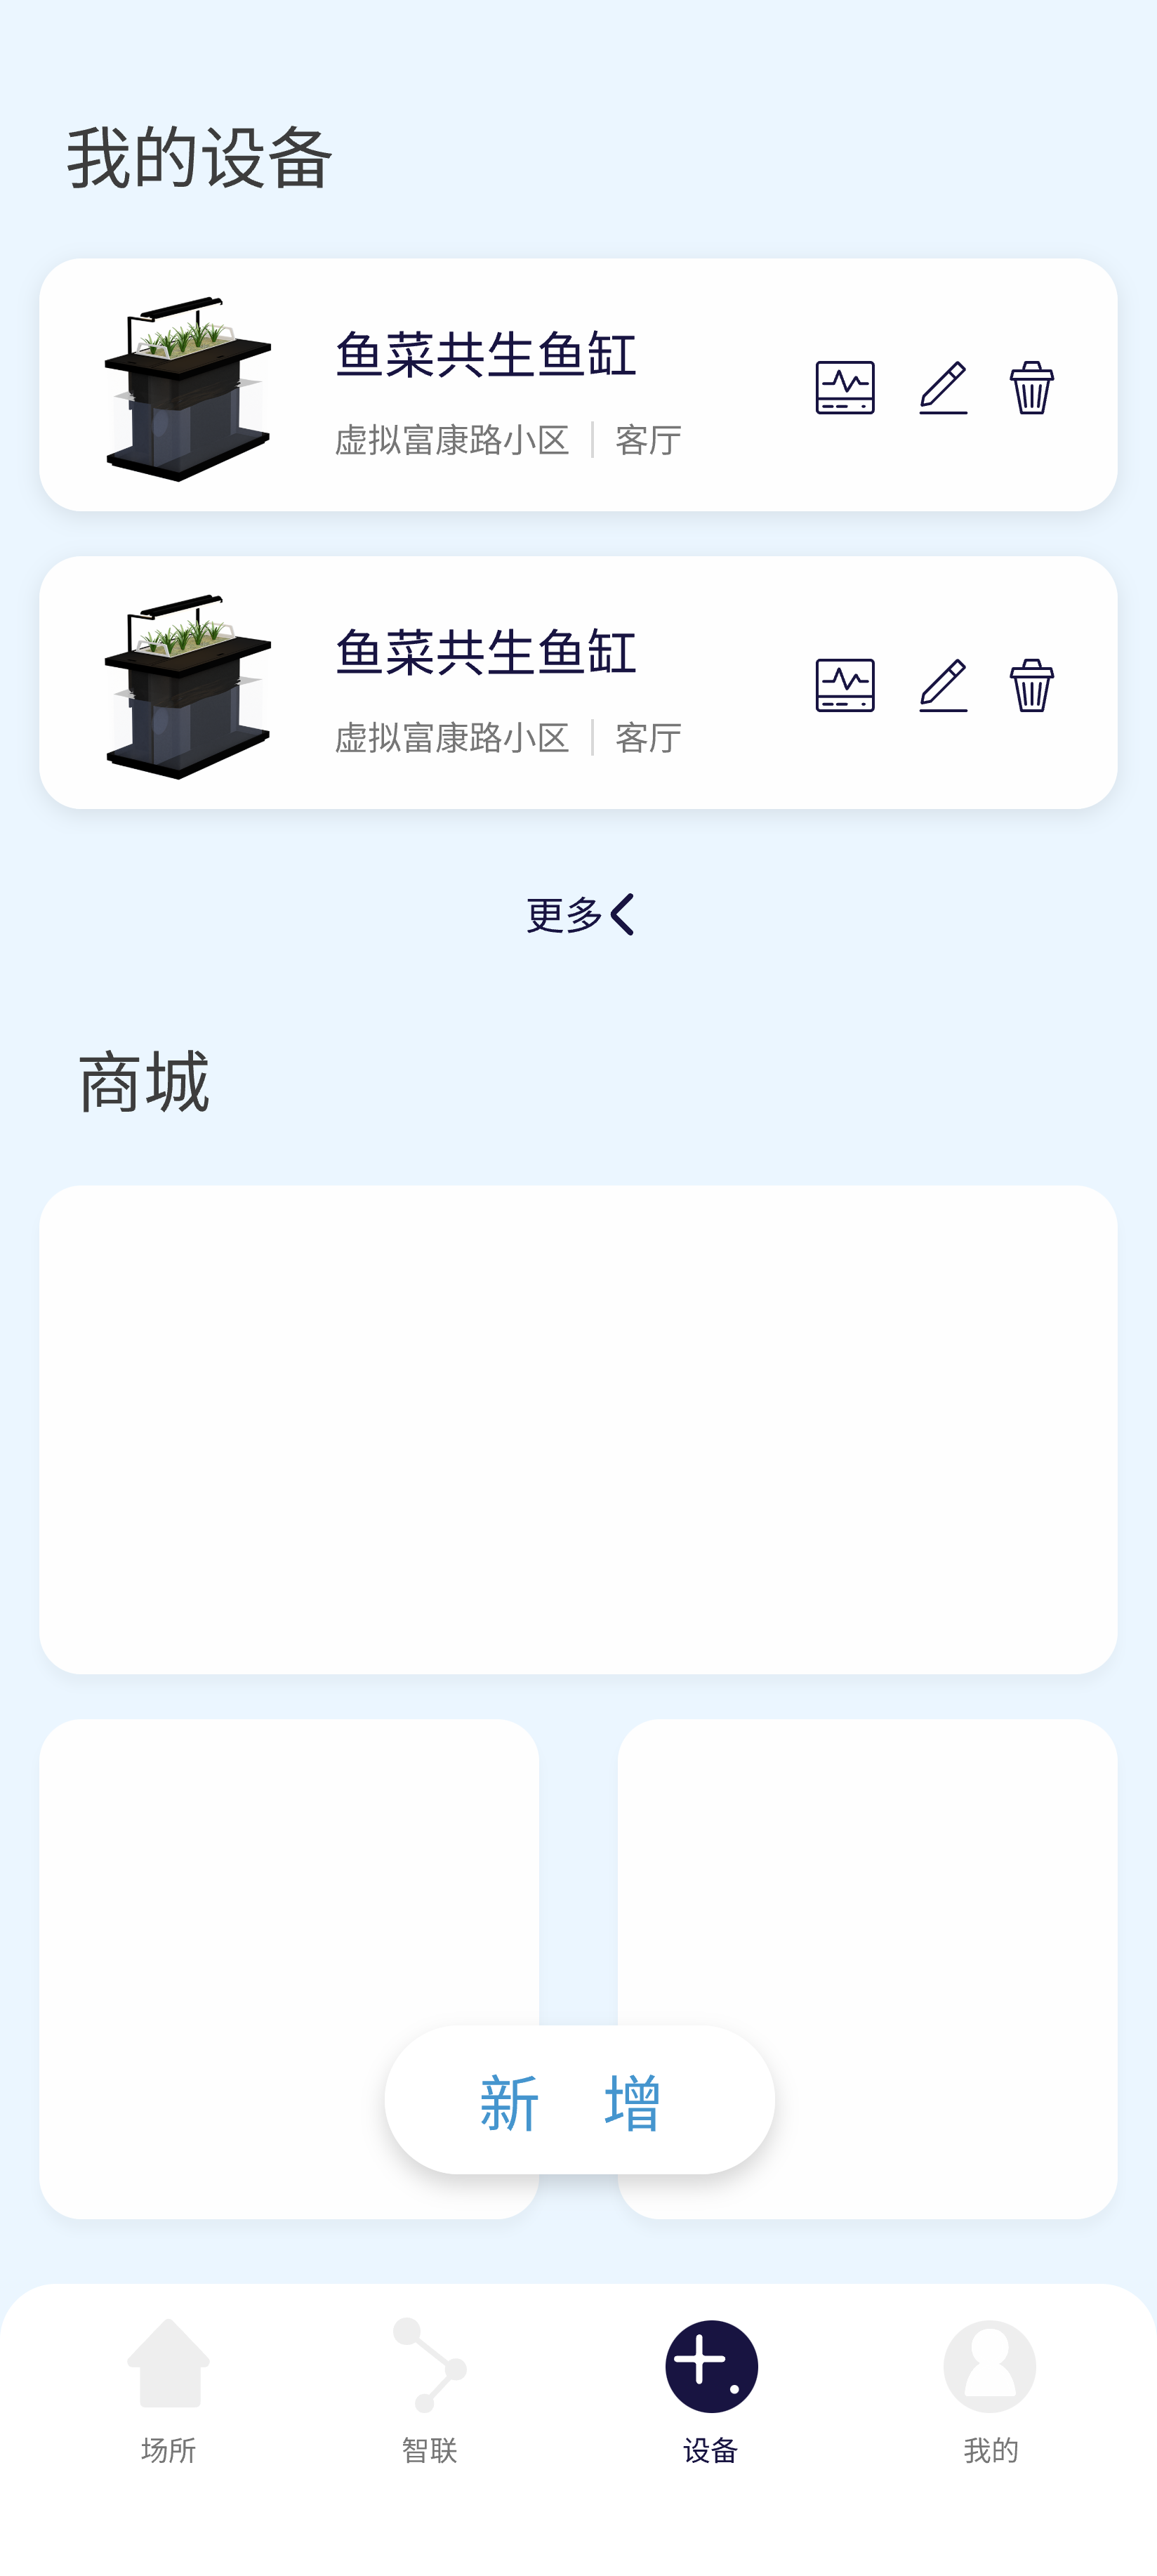 我的设备
鱼菜共生鱼缸
虚拟富康路小区 | 客厅
鱼菜共生鱼缸
虚拟富康路小区 | 客厅
更多
商城
新 增
场所 智联 设备 我的